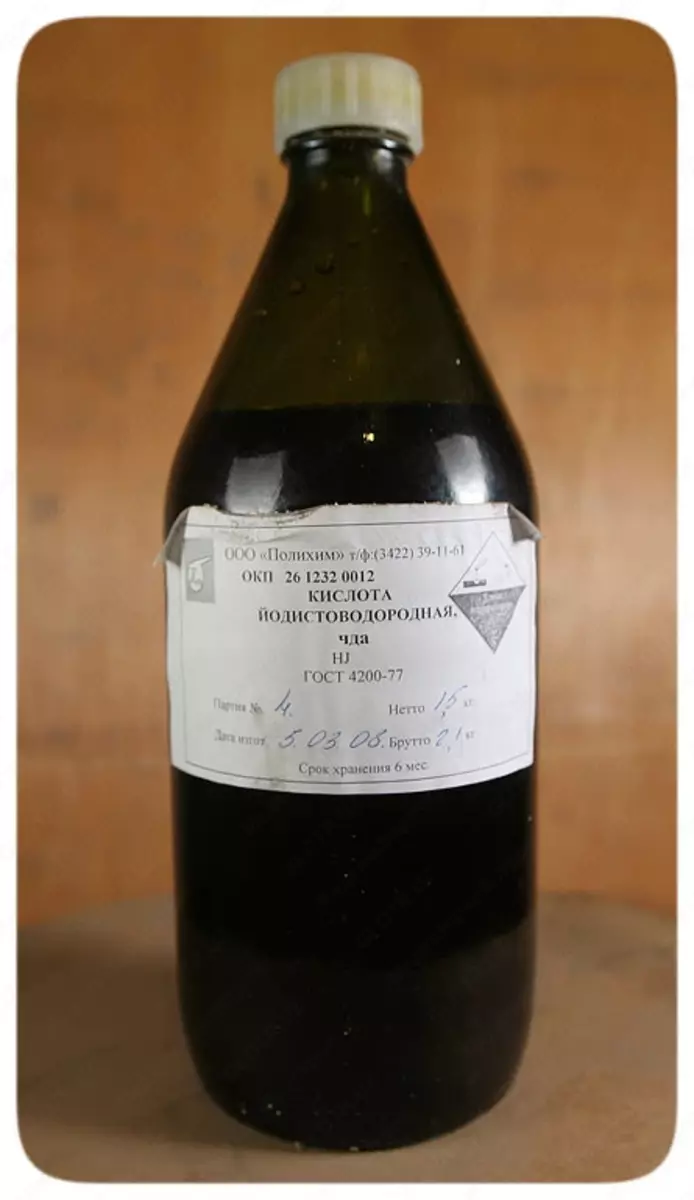 ООО «Полихим» т/ф:(3422) 39-11-61
ОКП 26 1232 0012
КИСЛОТА
ЙОДИСТОВОДОРОДНАЯ,
чда
HJ
ГОСТ 4200-77
Партия № 4. Нетто 1,5 кг
Дата изгот. 5.03.08. Брутто 2,1 кг
Срок хранения 6 мес.